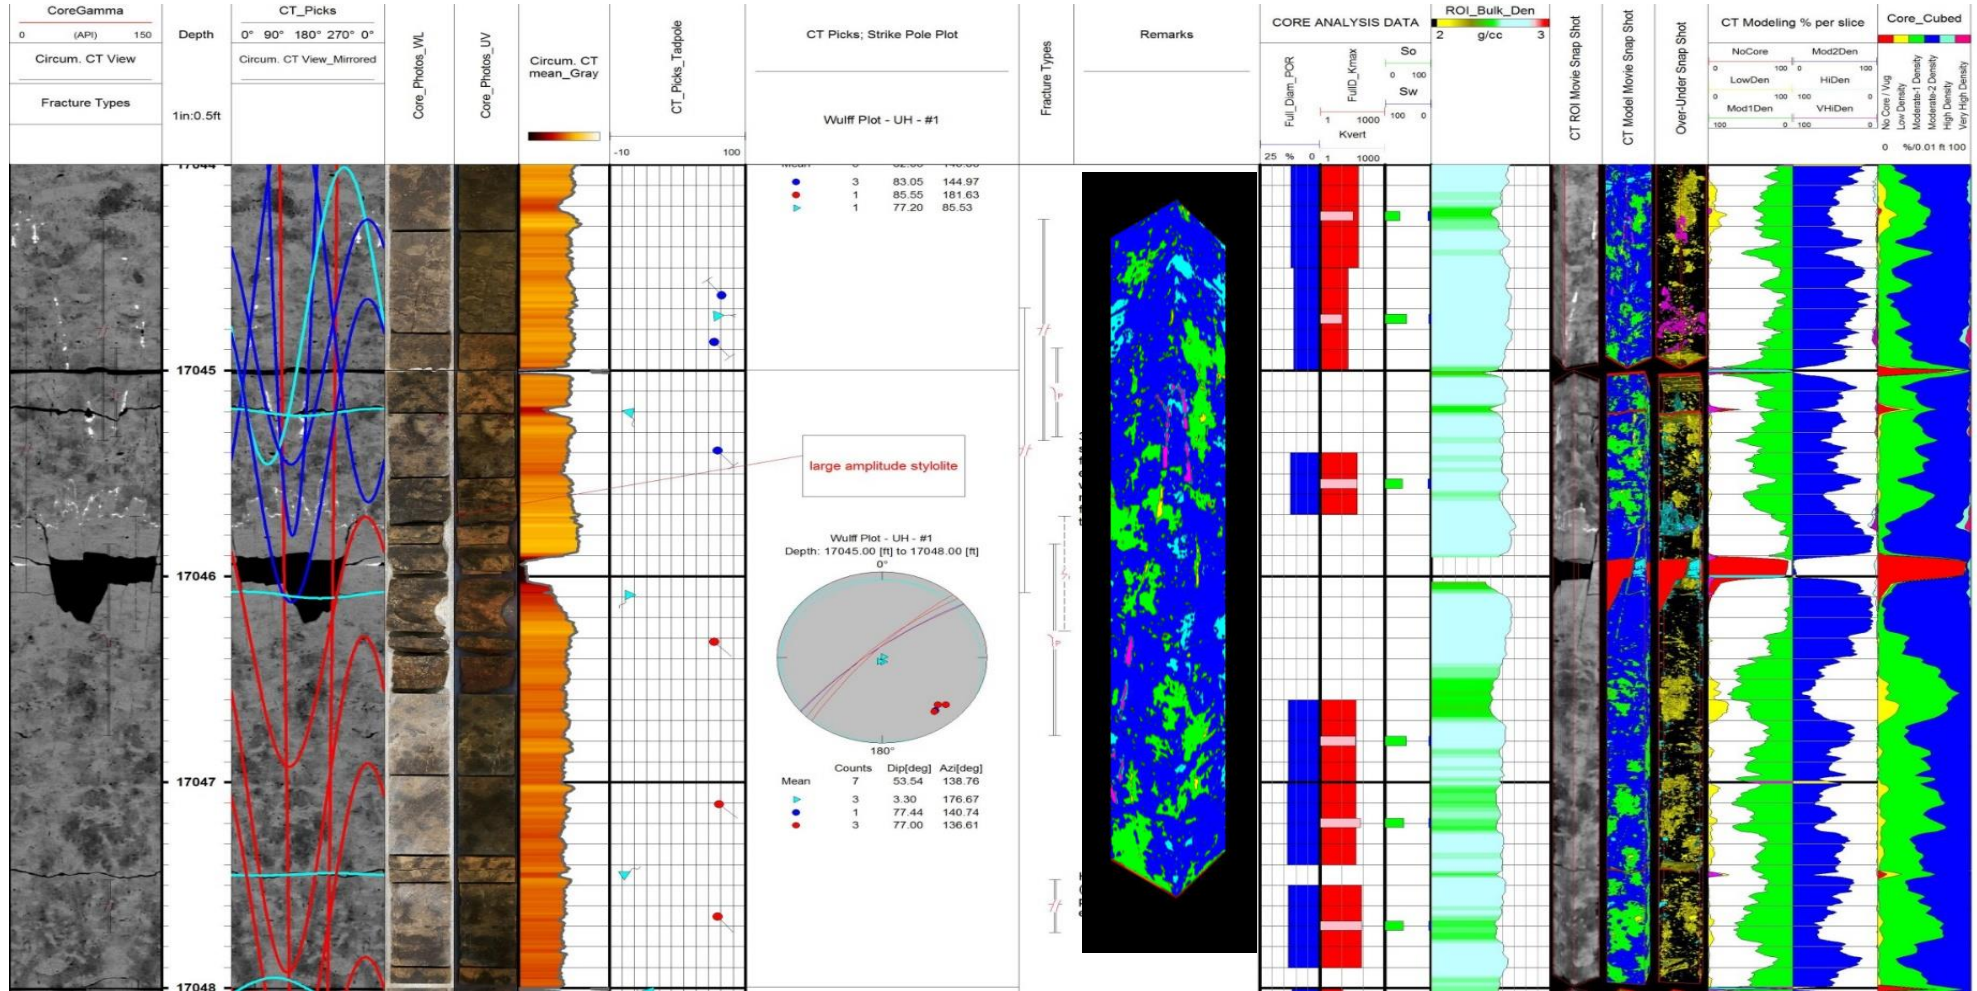 CoreGamma
0 (API) 150
Circum. CT View
Fracture Types
Depth
1in:0.5ft
CT_Picks
0° 90° 180° 270° 0°
Circum. CT View_Mirrored
Core_Photos_WL
Core_Photos_UV
Circum. CT
mean_Gray
CT_Picks_Tadpole
-10 100
CT Picks; Strike Pole Plot
Wulff Plot - UH - #1
Fracture Types
Remarks
CORE ANALYSIS DATA
Full_Diam_POR
25 % 0
FullD_Kmax
1 1000
Kvert
1 1000
So
0 100
Sw
100 0
ROI_Bulk_Den
2 g/cc 3
CT ROI Movie Snap Shot
CT Model Movie Snap Shot
Over-Under Snap Shot
CT Modeling % per slice
NoCore Mod2Den
0 100 0 100
LowDen HiDen
0 100 100 0
Mod1Den VHiDen
100 0 100 0
Core_Cubed
No Core / Vug
Low Density
Moderate-1 Density
Moderate-2 Density
High Density
Very High Density
0 %/0.01 ft 100
17044
3 83.05 144.97
1 85.55 181.63
1 77.20 85.53
17045
large amplitude stylolite
Wulff Plot - UH - #1
Depth: 17045.00 [ft] to 17048.00 [ft]
0°
17046
180°
Counts Dip[deg] Azi[deg]
Mean 7 53.54 138.76
3 3.30 176.67
1 77.44 140.74
3 77.00 136.61
17047
17048